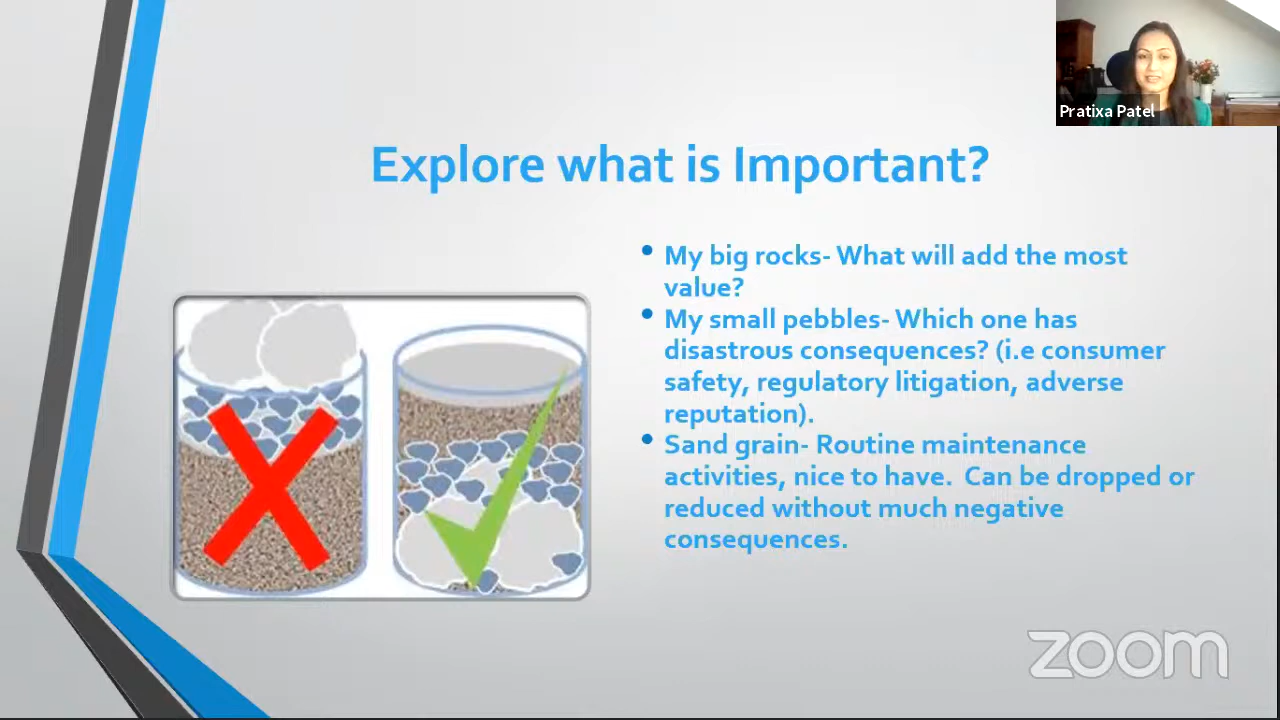 Pratixa Patel
Explore what is Important?
My big rocks- What will add the most
value?
My small pebbles- Which one has
disastrous consequences? (i.e consumer
safety, regulatory litigation, adverse
reputation).
Sand grain- Routine maintenance
activities, nice to have. Can be dropped or
reduced without much negative
consequences.
zoom